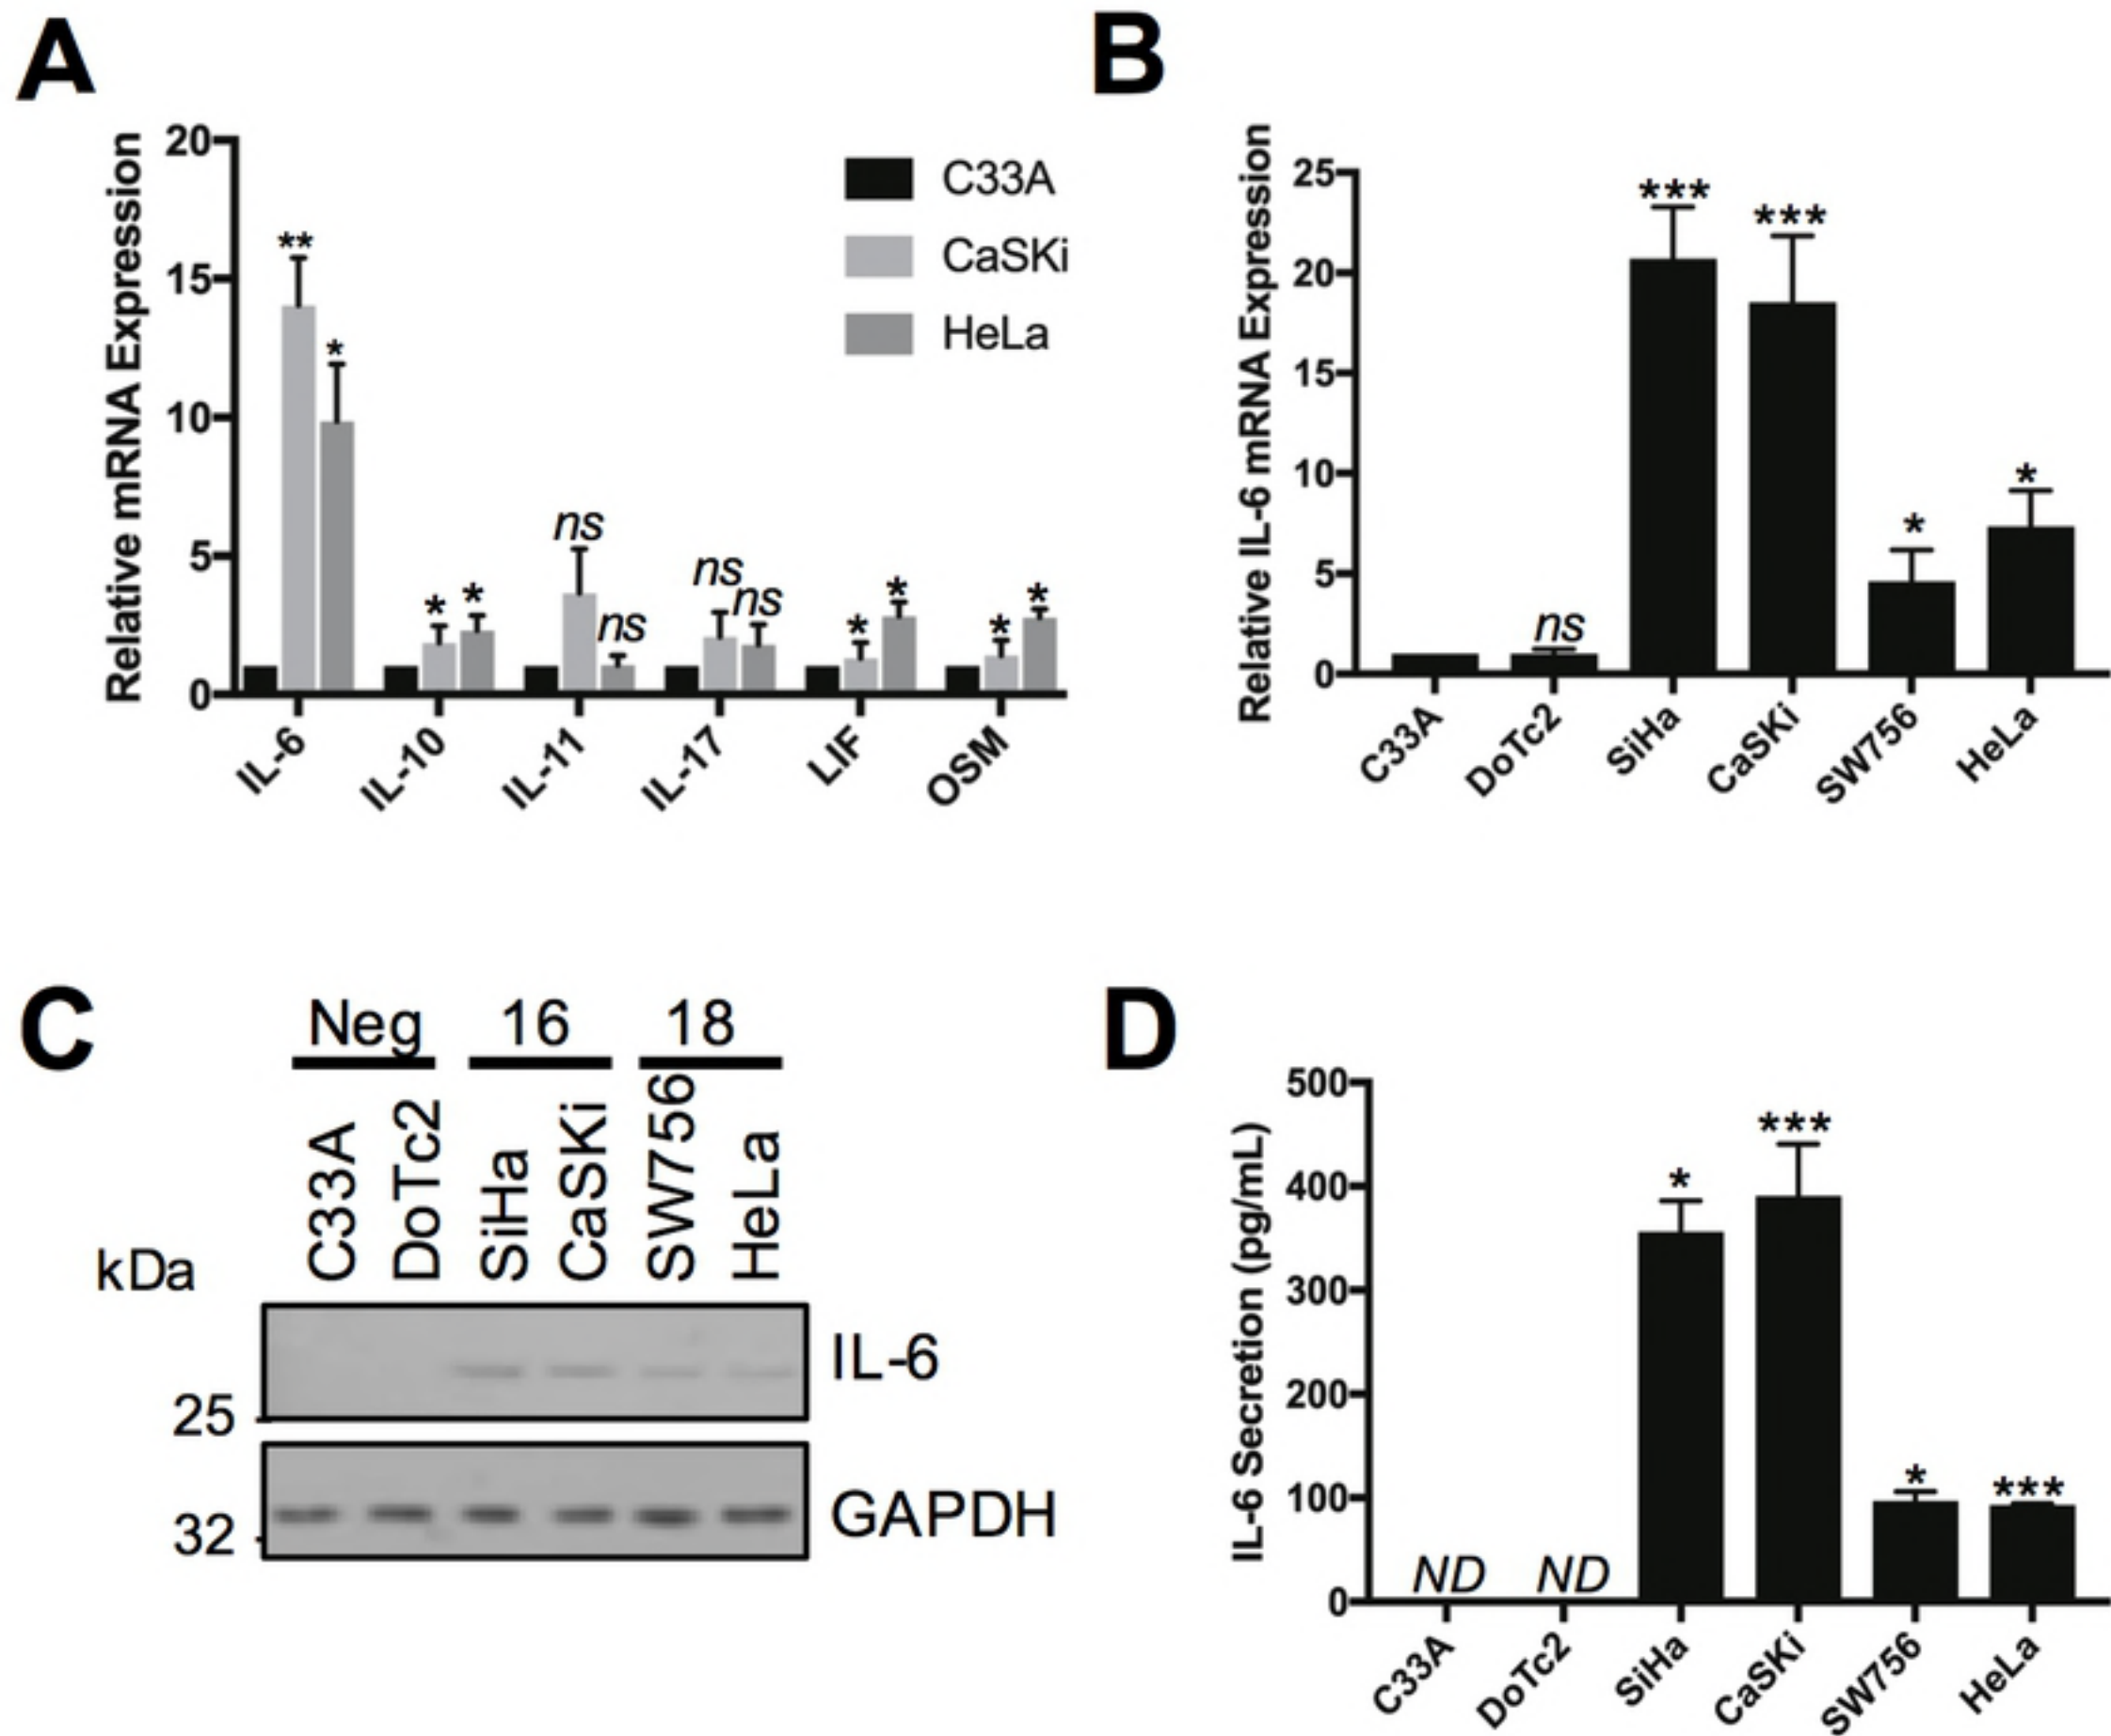 A
Relative mRNA Expression
20
15
10
5
0
C33A
CaSKi
HeLa
**
*
*
*
ns
ns
ns
ns
*
*
*
*
IL-6
IL-10
IL-11
IL-17
LIF
OSM
B
Relative IL-6 mRNA Expression
25
20
15
10
5
0
ns
***
***
*
*
C33A
DoTc2
SiHa
CaSKi
SW756
HeLa
C
Neg
16
18
C33A
DoTc2
SiHa
CaSKi
SW756
HeLa
kDa
IL-6
25
GAPDH
32
D
IL-6 Secretion (pg/mL)
500
400
300
200
100
0
ND
ND
*
***
*
***
C33A
DoTc2
SiHa
CaSKi
SW756
HeLa